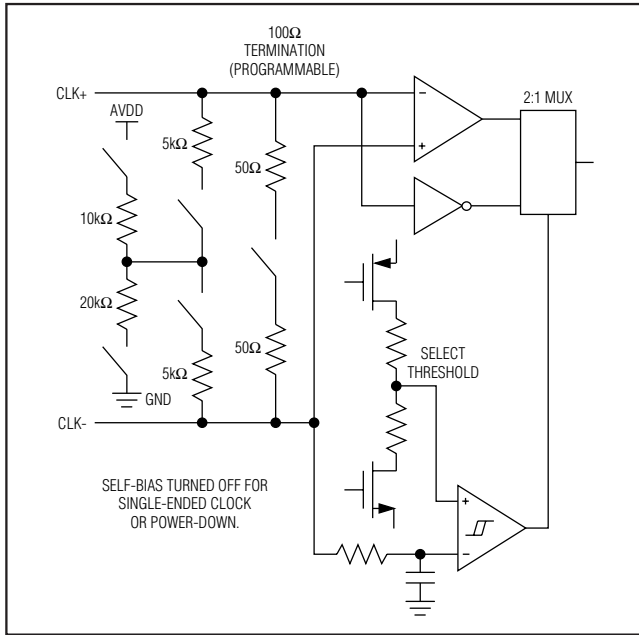 100Ω
TERMINATION
(PROGRAMMABLE)
2:1 MUX
CLK+
AVDD
5kΩ
50Ω
10kΩ
20kΩ
5kΩ
50Ω
SELECT
THRESHOLD
GND
CLK-
SELF-BIAS TURNED OFF FOR
SINGLE-ENDED CLOCK
OR POWER-DOWN.
-
+
+
-